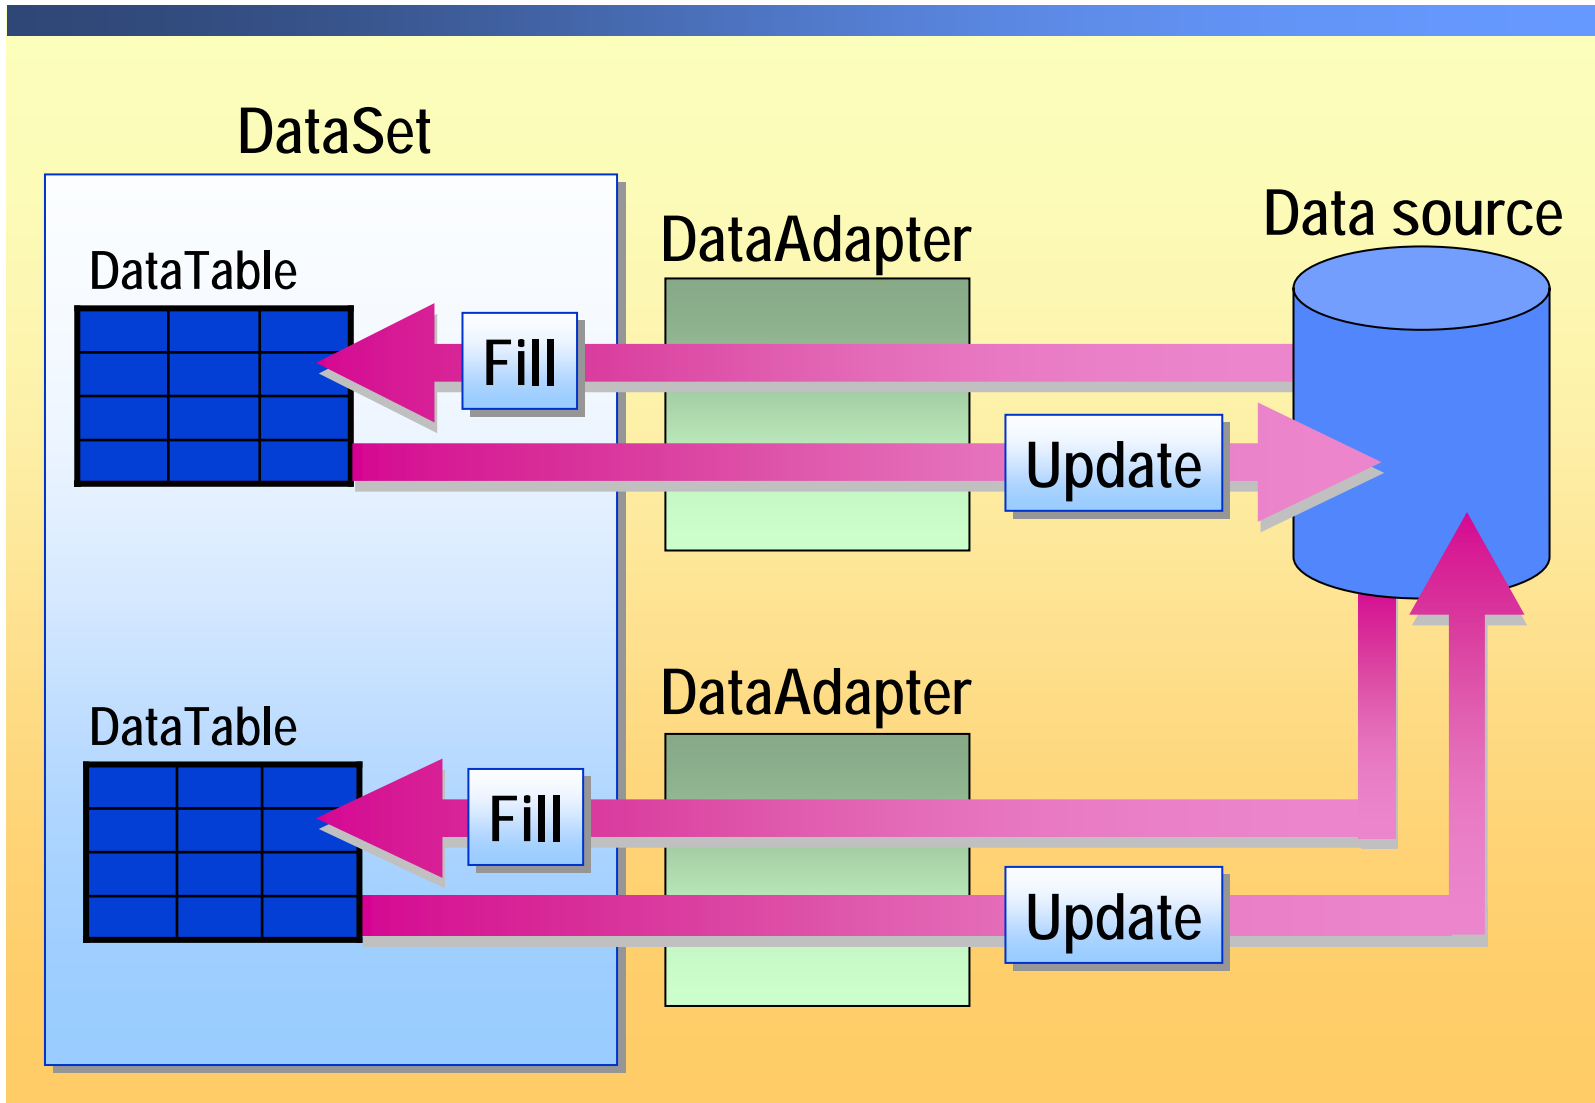 DataSet
Data source
DataAdapter
DataTable
Fill
Update
DataAdapter
DataTable
Fill
Update